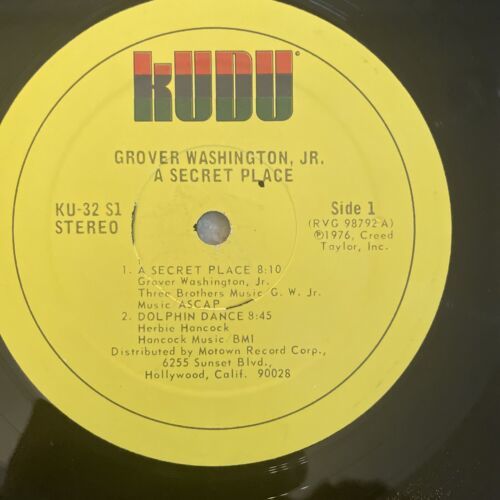 KUDU
GROVER WASHINGTON, JR.
A SECRET PLACE
KU-32 S1
STEREO
Side 1
(RVG 98792 A)
℗1976, Creed
Taylor, Inc.
1. A SECRET PLACE 8:10
Grover Washington, Jr.
Three Brothers Music G. W. Jr.
Music ASCAP
2. DOLPHIN DANCE 8:45
Herbie Hancock
Hancock Music/BMI
Distributed by Motown Record Corp.,
6255 Sunset Blvd.,
Hollywood, Calif. 90028